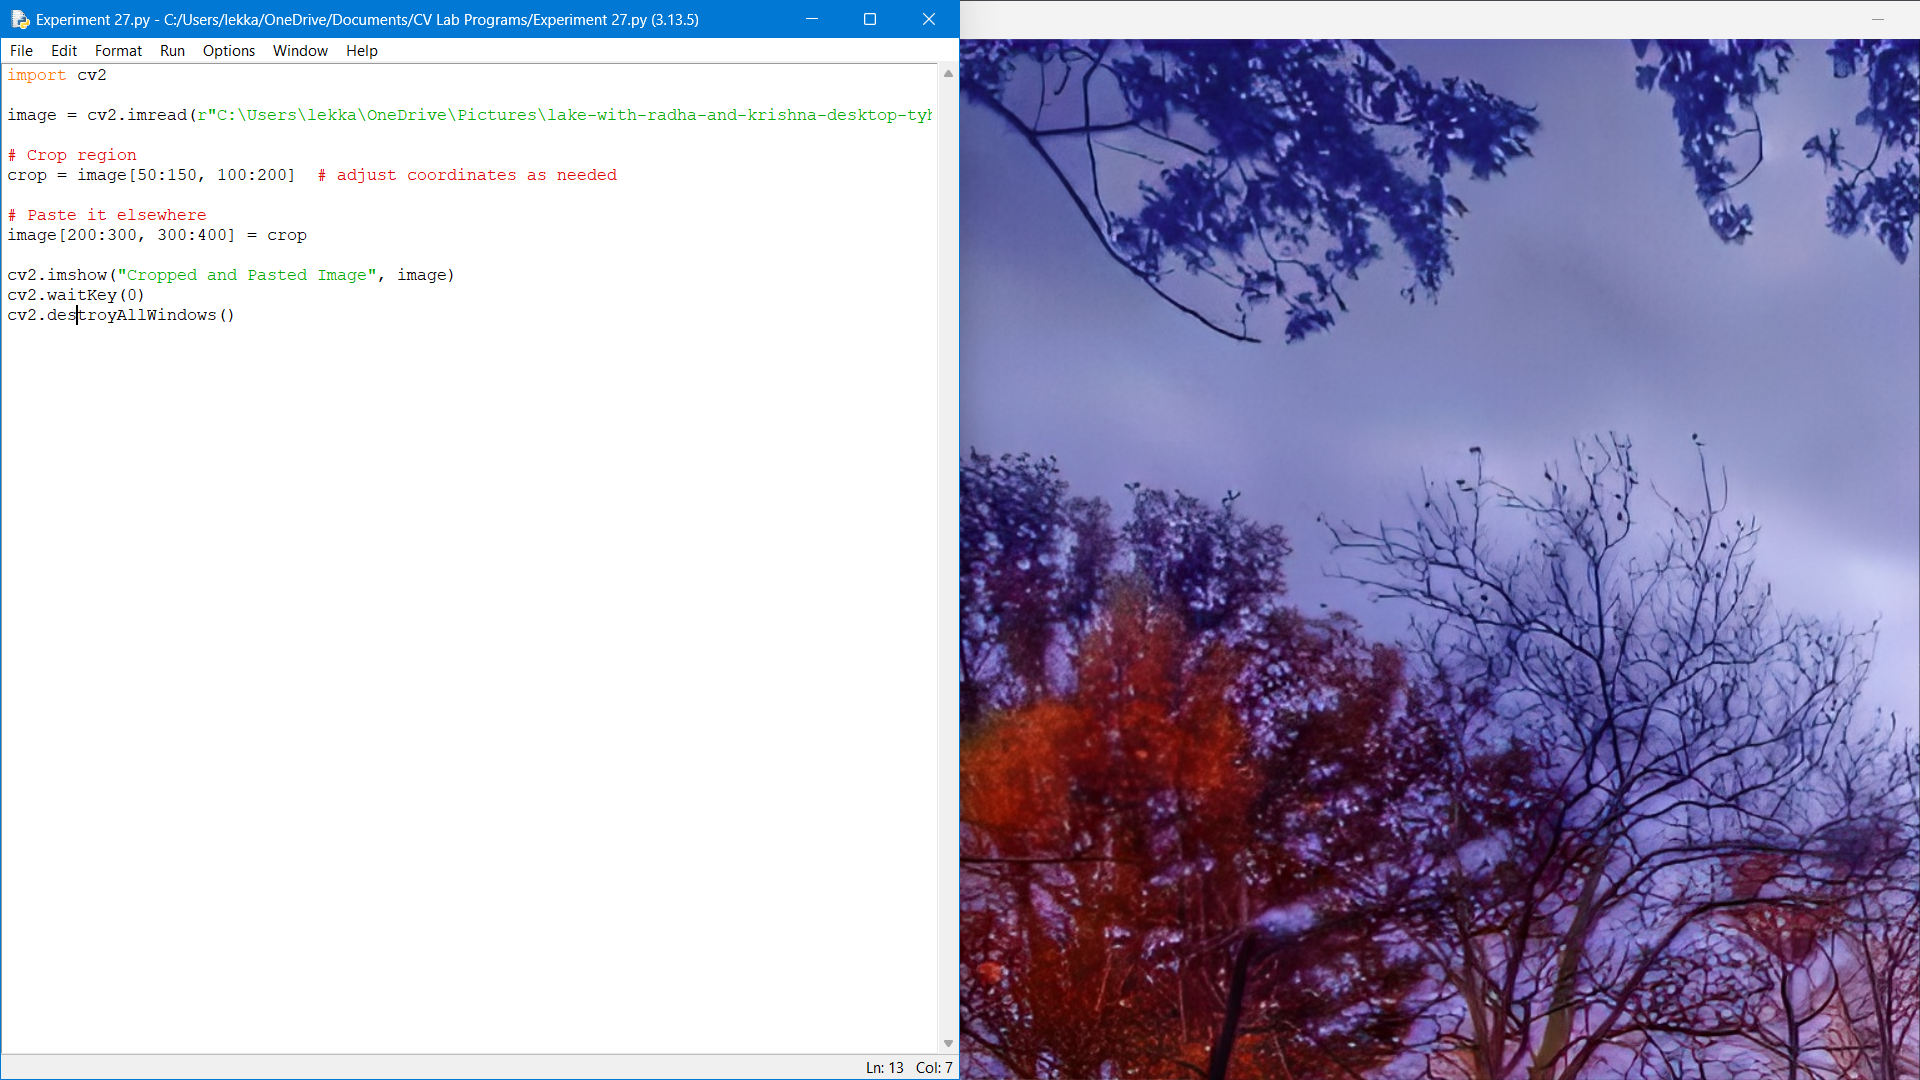 Experiment 27.py - C:/Users/lekka/OneDrive/Documents/CV Lab Programs/Experiment 27.py (3.13.5)
File Edit Format Run Options Window Help
import cv2
image = cv2.imread(r"C:\Users\lekka\OneDrive\Pictures\lake-with-radha-and-krishna-desktop-tyh
# Crop region
crop = image[50:150, 100:200]  # adjust coordinates as needed
# Paste it elsewhere
image[200:300, 300:400] = crop
cv2.imshow("Cropped and Pasted Image", image)
cv2.waitKey(0)
cv2.destroyAllWindows()
Ln: 13 Col: 7